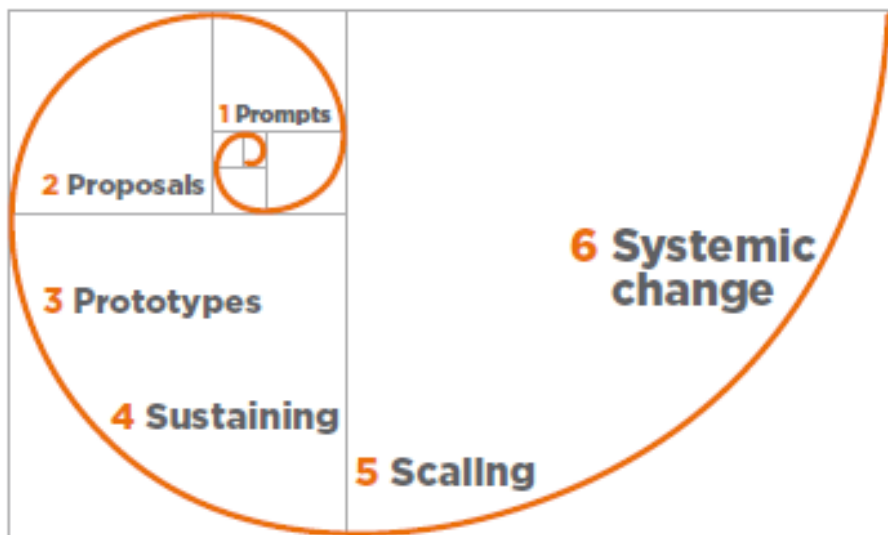 1 Prompts
2 Proposals
3 Prototypes
4 Sustaining
5 Scaling
6 Systemic
change